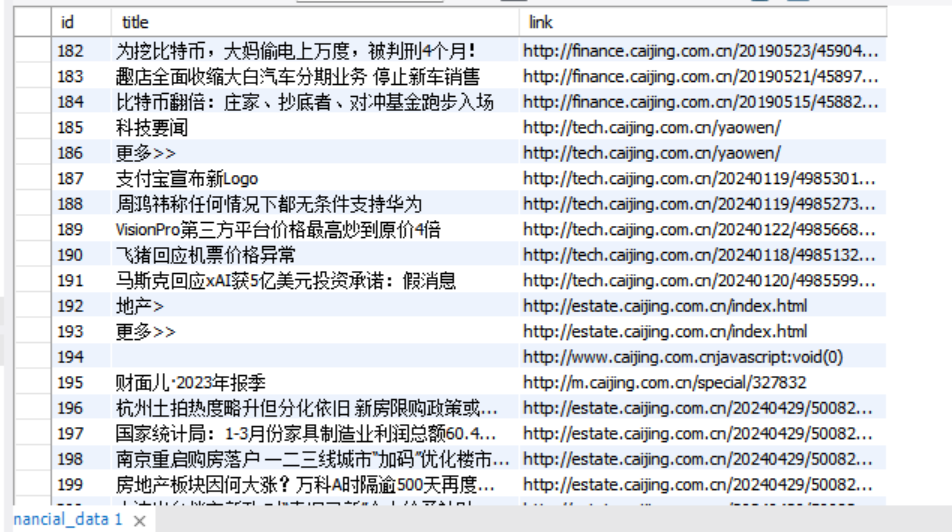 id title link
182 为挖比特币，大妈偷电上万度，被判刑4个月！ http://finance.caijing.com.cn/20190523/45904...
183 趣店全面收缩大白汽车分期业务 停止新车销售 http://finance.caijing.com.cn/20190521/45897...
184 比特币翻倍：庄家、抄底者、对冲基金跑步入场 http://finance.caijing.com.cn/20190515/45882...
185 科技要闻 http://tech.caijing.com.cn/yaowen/
186 更多>> http://tech.caijing.com.cn/yaowen/
187 支付宝宣布新Logo http://tech.caijing.com.cn/20240119/4985301...
188 周鸿祎称任何情况下都无条件支持华为 http://tech.caijing.com.cn/20240119/4985273...
189 VisionPro第三方平台价格最高炒到原价4倍 http://tech.caijing.com.cn/20240122/4985668...
190 飞猪回应机票价格异常 http://tech.caijing.com.cn/20240118/4985132...
191 马斯克回应xAI获5亿美元投资承诺：假消息 http://tech.caijing.com.cn/20240120/4985599...
192 地产> http://estate.caijing.com.cn/index.html
193 更多>> http://estate.caijing.com.cn/index.html
194 http://www.caijing.com.cnjavascript:void(0)
195 财面儿·2023年报季 http://m.caijing.com.cn/special/327832
196 杭州土拍热度略升但分化依旧 新房限购政策或... http://estate.caijing.com.cn/20240429/50082...
197 国家统计局：1-3月份家具制造业利润总额60.4... http://estate.caijing.com.cn/20240429/50082...
198 南京重启购房落户 一二三线城市“加码”优化楼市... http://estate.caijing.com.cn/20240429/50082...
199 房地产板块因何大涨？万科A时隔逾500天再度... http://estate.caijing.com.cn/20240429/50082...
nancial_data 1